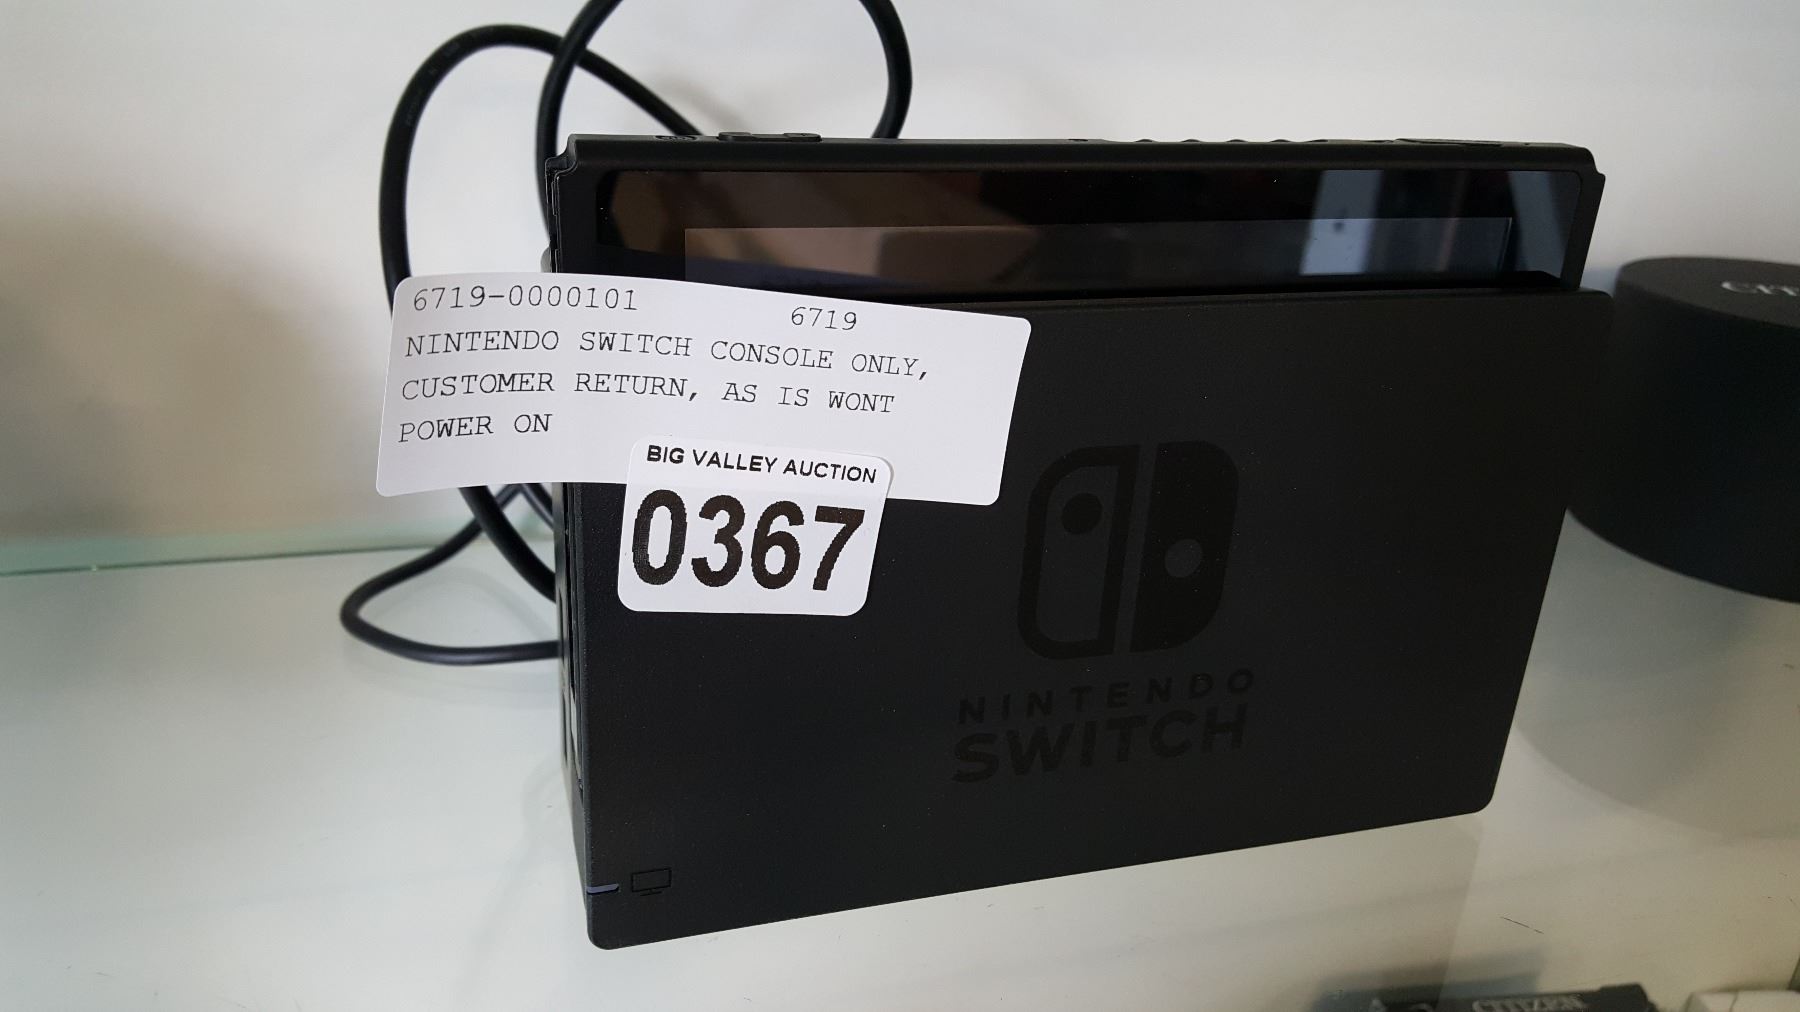 6719-0000101 6719
NINTENDO SWITCH CONSOLE ONLY,
CUSTOMER RETURN, AS IS WONT
POWER ON
BIG VALLEY AUCTION
0367
NINTENDO
SWITCH
CITIZEN